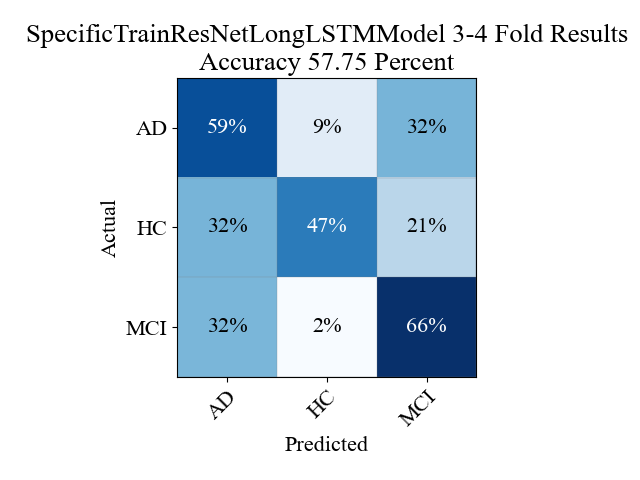 SpecificTrainResNetLongLSTMModel 3-4 Fold Results
Accuracy 57.75 Percent
AD 59% 9% 32%
HC 32% 47% 21%
MCI 32% 2% 66%
Actual
AD HC MCI
Predicted